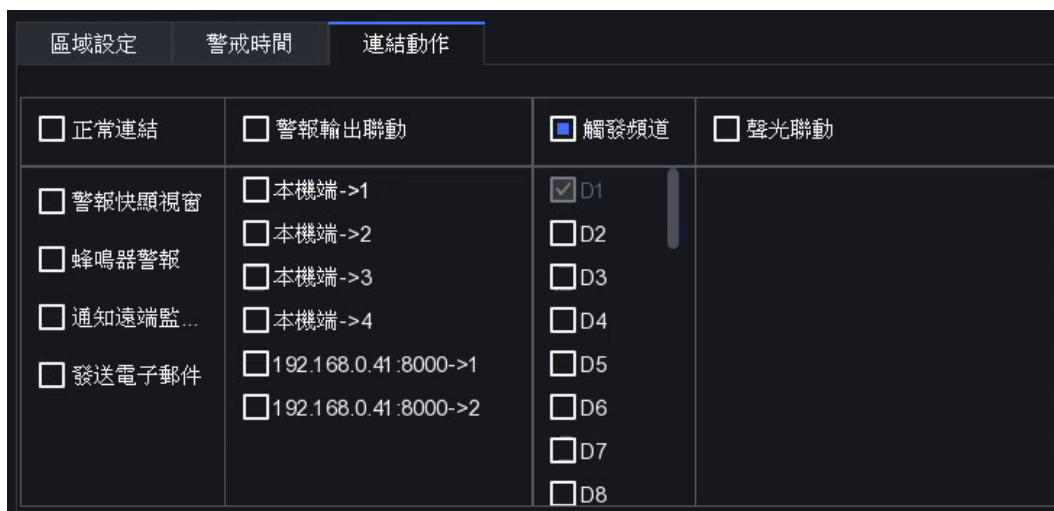 區域設定 警戒時間 連結動作
正常連結 警報輸出聯動 觸發頻道 聲光聯動
警報快顯視窗
蜂鳴器警報
通知遠端監...
發送電子郵件
本機端->1
本機端->2
本機端->3
本機端->4
192.168.0.41:8000->1
192.168.0.41:8000->2
D1
D2
D3
D4
D5
D6
D7
D8